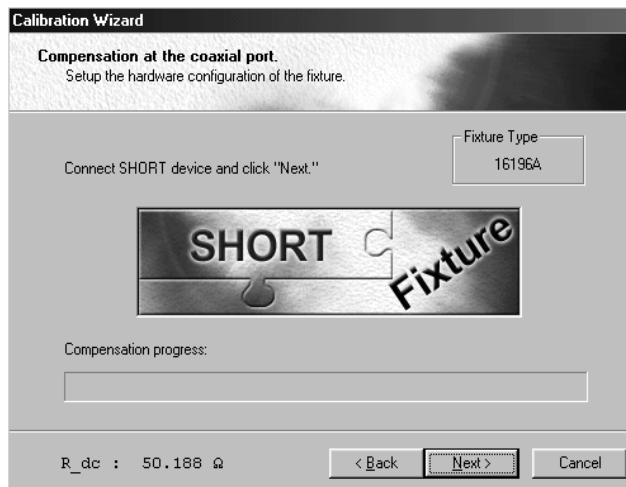 Calibration Wizard
Compensation at the coaxial port.
Setup the hardware configuration of the fixture.
Fixture Type
16196A
Connect SHORT device and click "Next."
SHORT
Fixture
Compensation progress:
R_dc : 50.188 Ω
< Back
Next >
Cancel